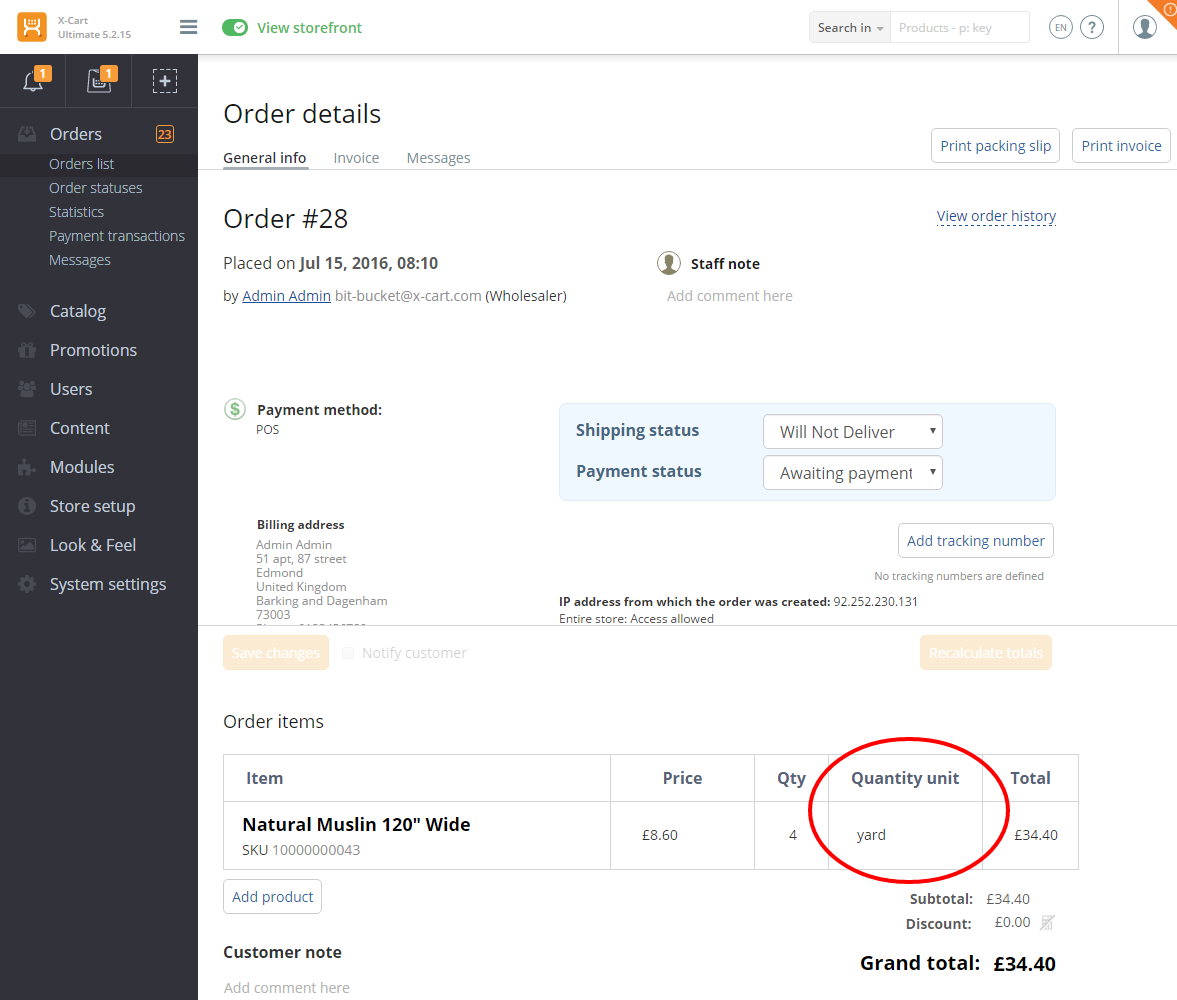 X-Cart
Ultimate 5.2.15
View storefront
Search in
Products - p: key
EN
?
1
1
Orders
23
Orders list
Order statuses
Statistics
Payment transactions
Messages
Catalog
Promotions
Users
Content
Modules
Store setup
Look & Feel
System settings
Order details
General info
Invoice
Messages
Print packing slip
Print invoice
Order #28
View order history
Placed on Jul 15, 2016, 08:10
by Admin Admin bit-bucket@x-cart.com (Wholesaler)
Staff note
Add comment here
$
Payment method:
POS
Shipping status
Will Not Deliver
Payment status
Awaiting payment
Billing address
Admin Admin
51 apt, 87 street
Edmond
United Kingdom
Barking and Dagenham
73003
Add tracking number
No tracking numbers are defined
IP address from which the order was created: 92.252.230.131
Entire store: Access allowed
Save changes
Notify customer
Recalculate totals
Order items
Item Price Qty Quantity unit Total
Natural Muslin 120" Wide
SKU 10000000043
£8.60 4 yard £34.40
Add product
Subtotal: £34.40
Discount: £0.00
Grand total: £34.40
Customer note
Add comment here